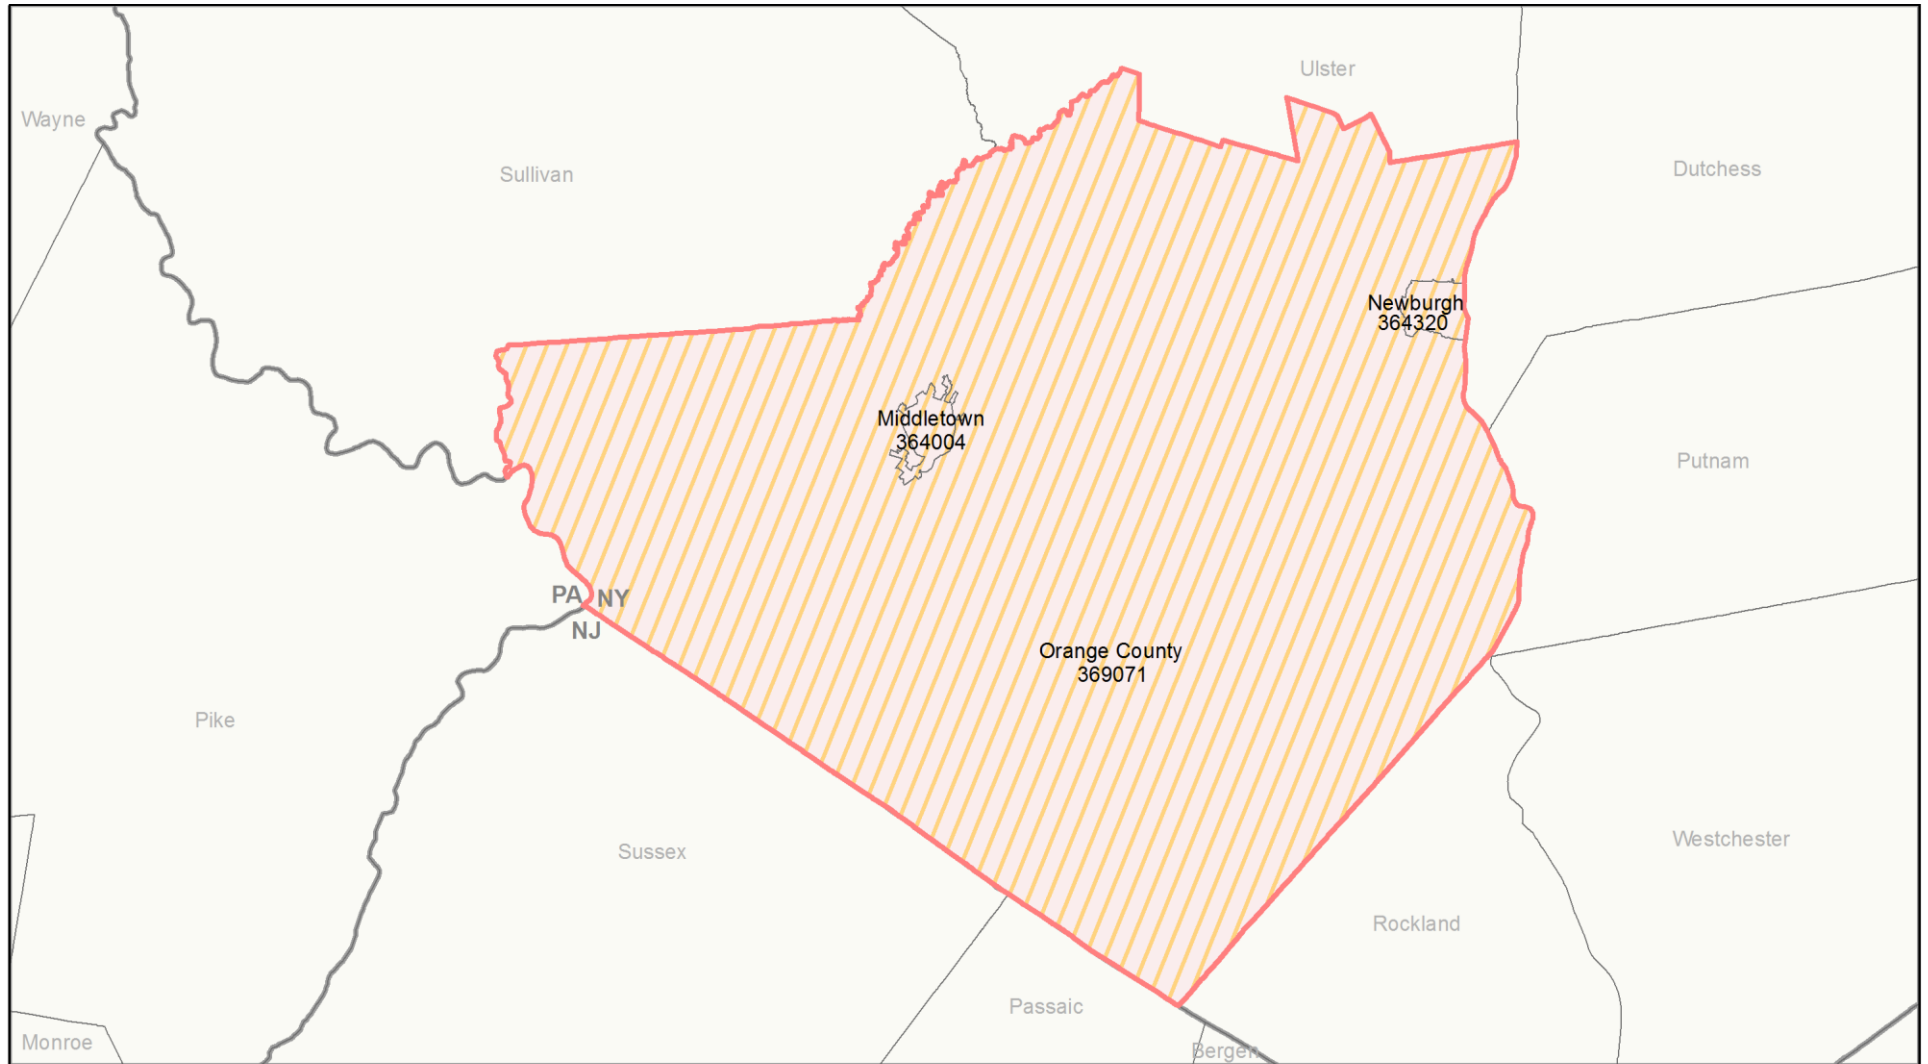 Ulster
Wayne
Sullivan
Dutchess
Newburgh
364320
Middletown
364004
Putnam
PA
NY
NJ
Orange County
369071
Pike
Sussex
Westchester
Rockland
Passaic
Monroe
Bergen